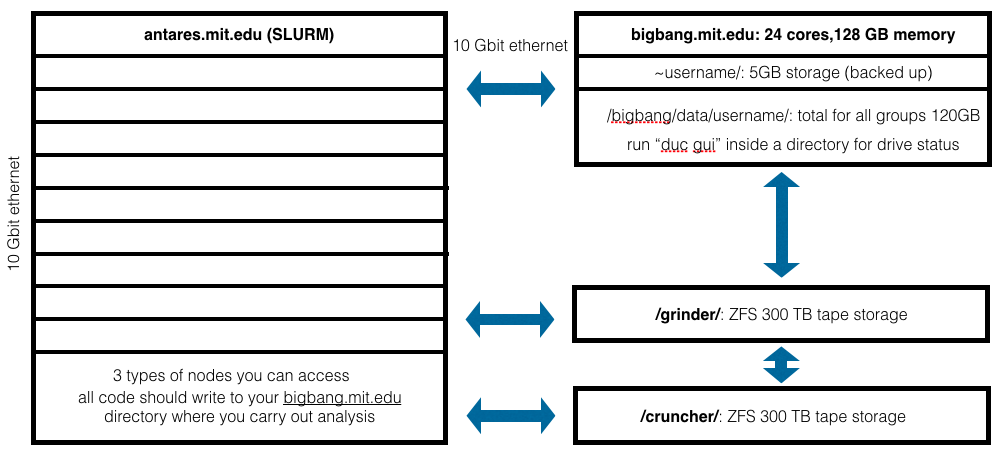 antares.mit.edu (SLURM)
10 Gbit ethernet
3 types of nodes you can access
all code should write to your bigbang.mit.edu
directory where you carry out analysis
10 Gbit ethernet
bigbang.mit.edu: 24 cores,128 GB memory
~username/: 5GB storage (backed up)
/bigbang/data/username/: total for all groups 120GB
run “duc gui” inside a directory for drive status
/grinder/: ZFS 300 TB tape storage
/cruncher/: ZFS 300 TB tape storage